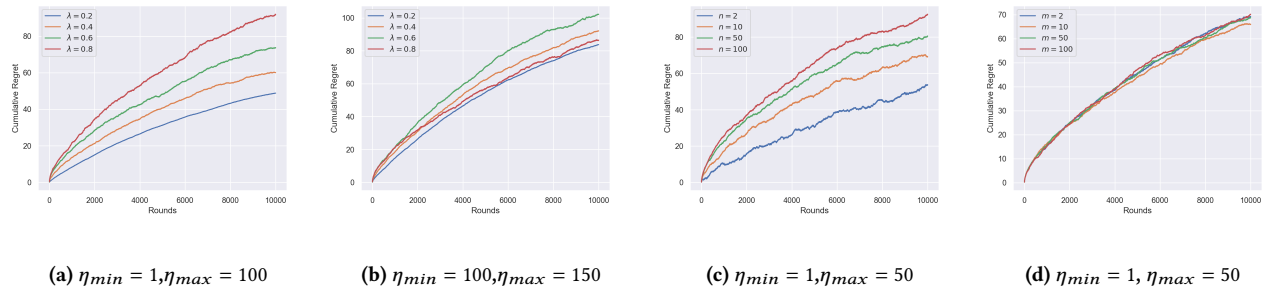 λ = 0.2
λ = 0.4
λ = 0.6
λ = 0.8
80
60
40
20
0
Cumulative Regret
0 2000 4000 6000 8000 10000
Rounds
(a) η_min = 1,η_max = 100
λ = 0.2
λ = 0.4
λ = 0.6
λ = 0.8
100
80
60
40
20
0
Cumulative Regret
0 2000 4000 6000 8000 10000
Rounds
(b) η_min = 100,η_max = 150
n = 2
n = 10
n = 50
n = 100
80
60
40
20
0
Cumulative Regret
0 2000 4000 6000 8000 10000
Rounds
(c) η_min = 1,η_max = 50
m = 2
m = 10
m = 50
m = 100
70
60
50
40
30
20
10
0
Cumulative Regret
0 2000 4000 6000 8000 10000
Rounds
(d) η_min = 1, η_max = 50